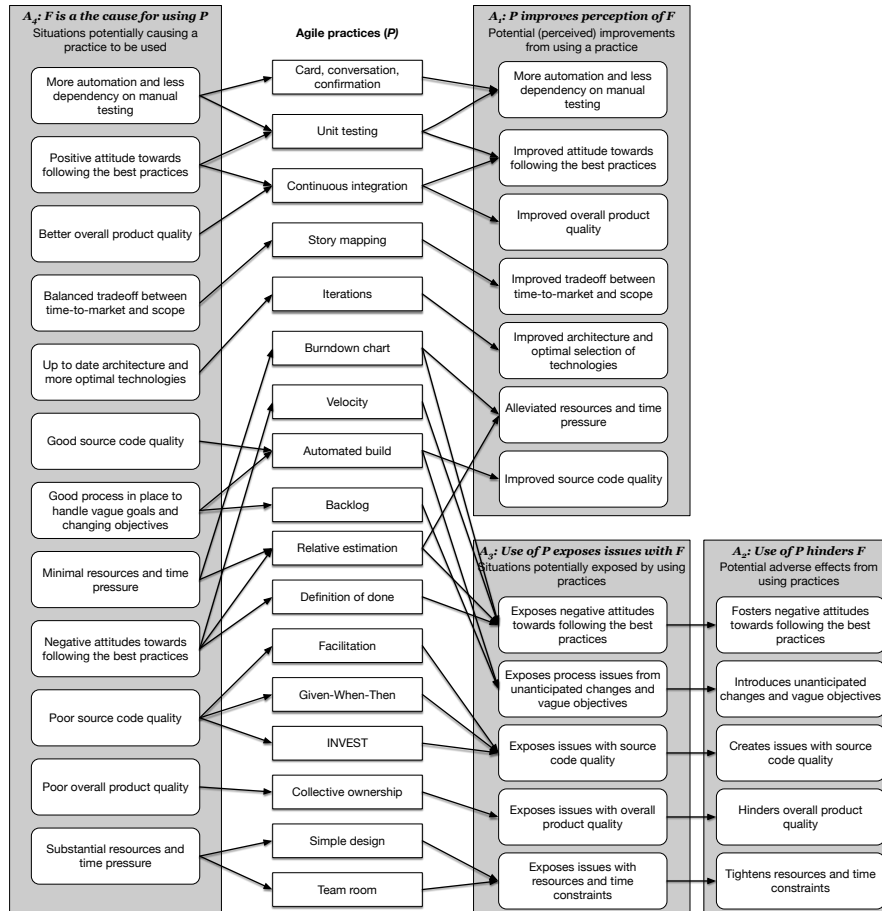 A₄: F is a the cause for using P
Situations potentially causing a
practice to be used
More automation and less
dependency on manual
testing
Positive attitude towards
following the best practices
Better overall product quality
Balanced tradeoff between
time-to-market and scope
Up to date architecture and
more optimal technologies
Good source code quality
Good process in place to
handle vague goals and
changing objectives
Minimal resources and time
pressure
Negative attitudes towards
following the best practices
Poor source code quality
Poor overall product quality
Substantial resources and
time pressure
Agile practices (P)
Card, conversation,
confirmation
Unit testing
Continuous integration
Story mapping
Iterations
Burndown chart
Velocity
Automated build
Backlog
Relative estimation
Definition of done
Facilitation
Given-When-Then
INVEST
Collective ownership
Simple design
Team room
A₁: P improves perception of F
Potential (perceived) improvements
from using a practice
More automation and less
dependency on manual
testing
Improved attitude towards
following the best practices
Improved overall product
quality
Improved tradeoff between
time-to-market and scope
Improved architecture and
optimal selection of
technologies
Alleviated resources and time
pressure
Improved source code quality
A₃: Use of P exposes issues with F
Situations potentially exposed by using
practices
Exposes negative attitudes
towards following the best
practices
Exposes process issues from
unanticipated changes and
vague objectives
Exposes issues with source
code quality
Exposes issues with overall
product quality
Exposes issues with
resources and time
constraints
A₂: Use of P hinders F
Potential adverse effects from
using practices
Fosters negative attitudes
towards following the best
practices
Introduces unanticipated
changes and vague objectives
Creates issues with source
code quality
Hinders overall product
quality
Tightens resources and time
constraints